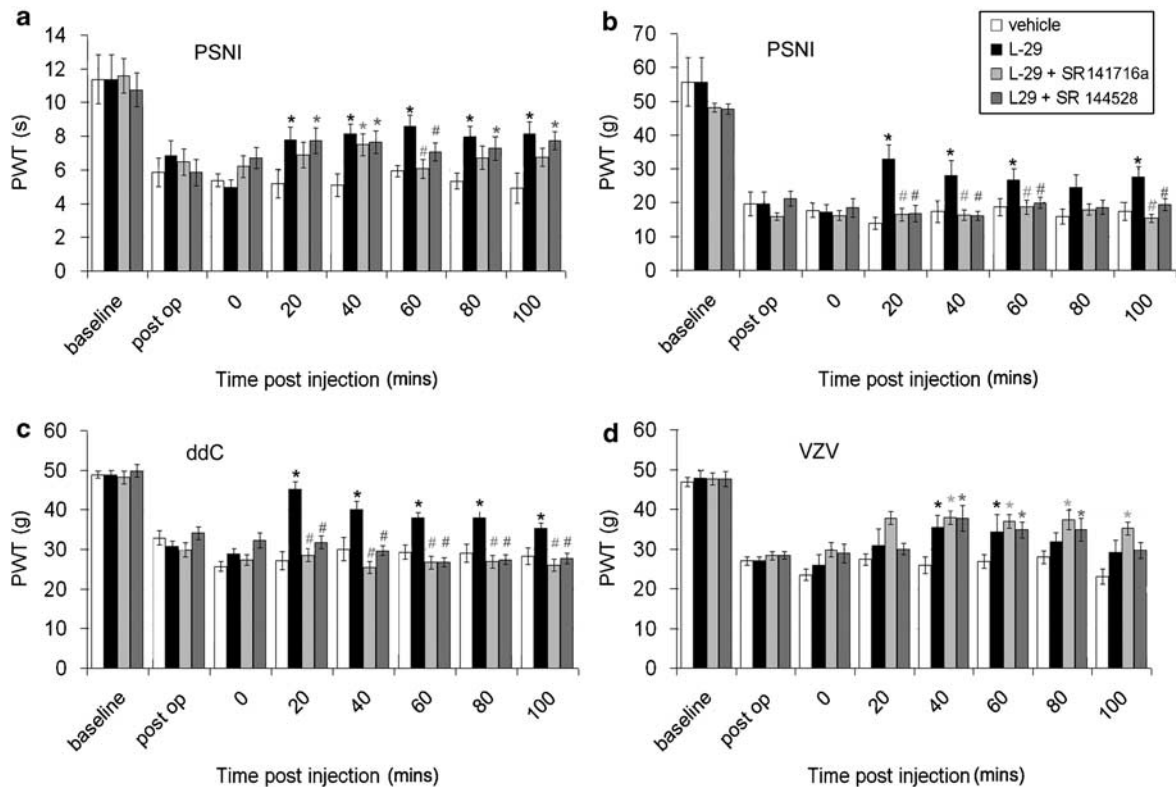 a
PSNI
PWT (s)
14
12
10
8
6
4
2
0
* * * * * * * * * # # *
baseline post op 0 20 40 60 80 100
Time post injection (mins)
b
PSNI
vehicle
L-29
L-29 + SR141716a
L29 + SR 144528
PWT (g)
70
60
50
40
30
20
10
0
* # # * # # * # # * # #
baseline post op 0 20 40 60 80 100
Time post injection (mins)
c
ddC
PWT (g)
60
50
40
30
20
10
0
* # # * # # * # # * # # * # #
baseline post op 0 20 40 60 80 100
Time post injection (mins)
d
VZV
PWT (g)
60
50
40
30
20
10
0
* * * * * * * * *
baseline post op 0 20 40 60 80 100
Time post injection (mins)